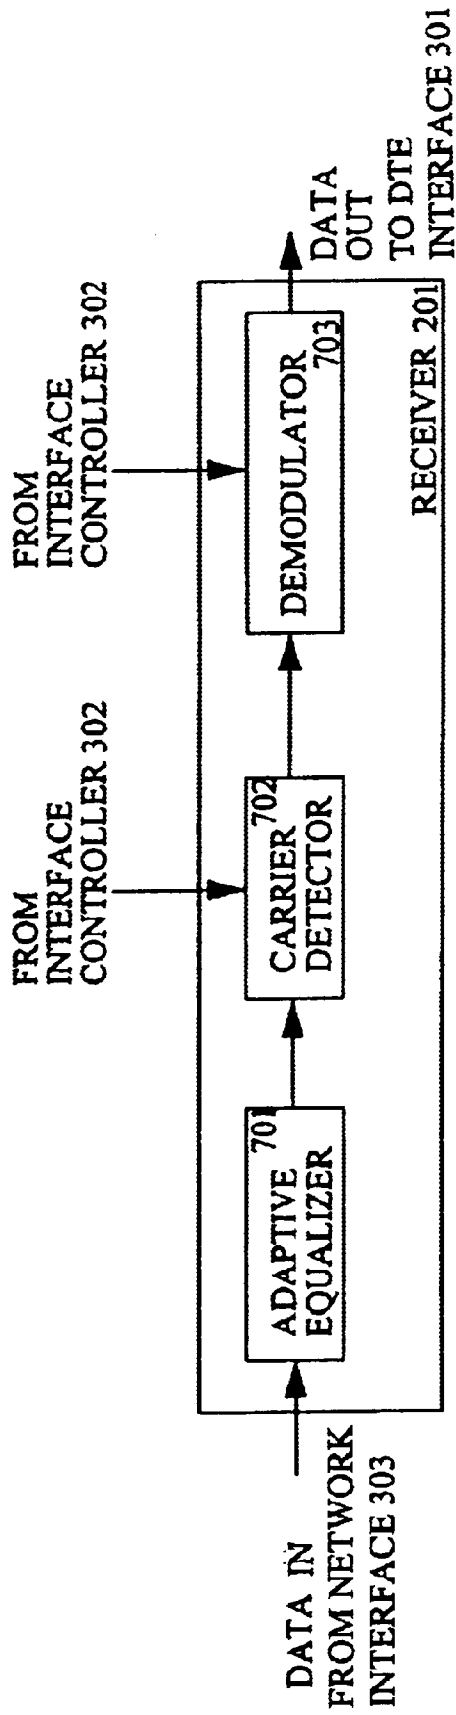 FROM
INTERFACE
CONTROLLER 302
FROM
INTERFACE
CONTROLLER 302
DATA IN
FROM NETWORK
INTERFACE 303
701
ADAPTIVE
EQUALIZER
702
CARRIER
DETECTOR
DEMODULATOR
703
DATA
OUT
TO DTE
INTERFACE 301
RECEIVER 201